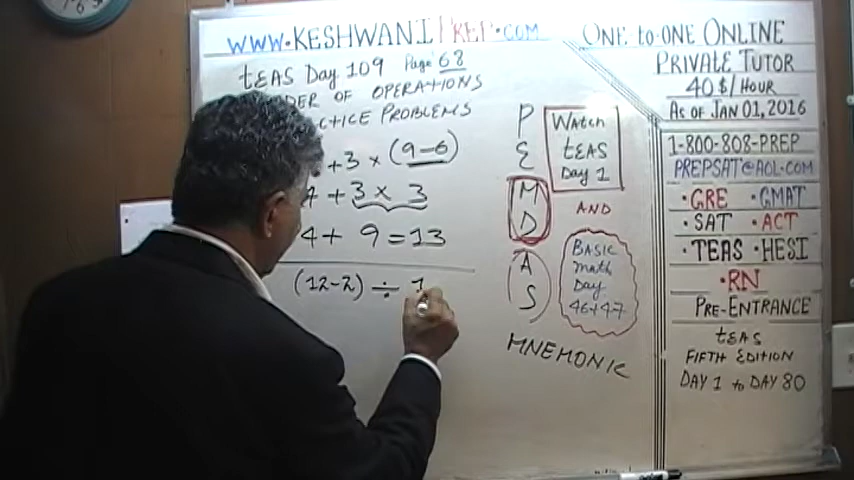 www.KESHWANIPREP.COM
tEAS Day 109 Page 68
OF OPERATIONS
PROBLEMS
+ 3 × (9-6)
4 + 3 × 3
4 + 9 = 13
(12-2) ÷ 1
P
E
M
D
A
S
MNEMONIC
Watch
tEAS
Day 1
AND
BASIC
math
Day
46+47
ONE-to-ONE ONLINE
PRIVATE TUTOR
40$/HOUR
AS OF JAN 01, 2016
1-800-808-PREP
PREPSAT@AOL.COM
•GRE •GMAT
•SAT •ACT
•TEAS •HESI
•RN
PRE-ENTRANCE
tEAS
FIFTH EDITION
DAY 1 to DAY 80